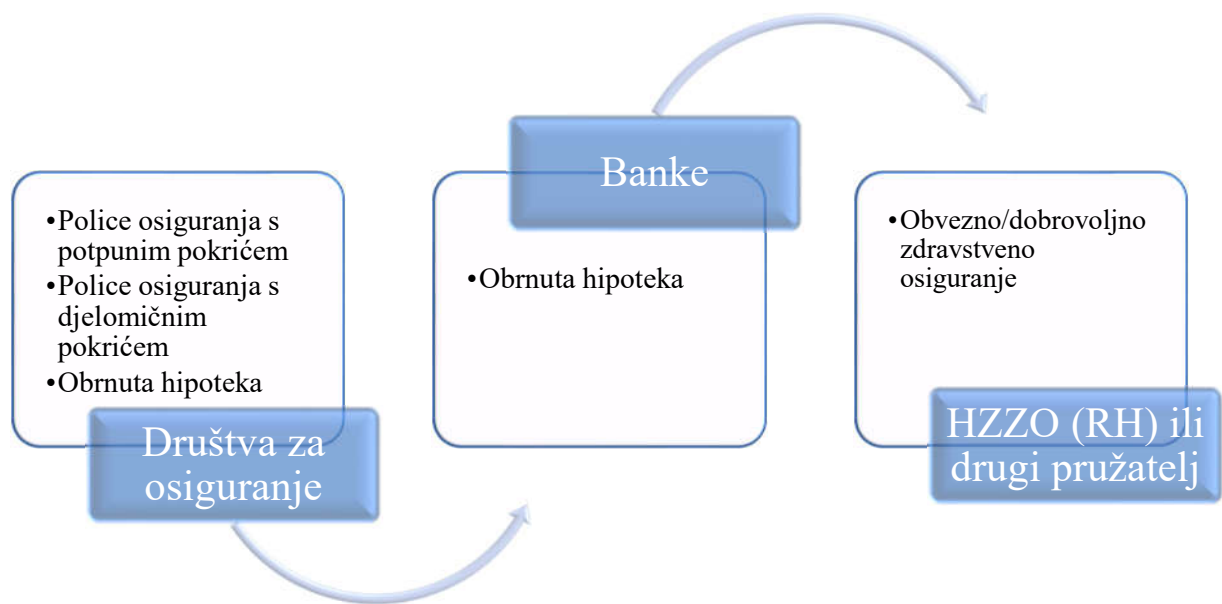 •Police osiguranja s
potpunim pokrićem
•Police osiguranja s
djelomičnim
pokrićem
•Obrnuta hipoteka
Društva za
osiguranje
Banke
•Obrnuta hipoteka
•Obvezno/dobrovoljno
zdravstveno
osiguranje
HZZO (RH) ili
drugi pružatelj